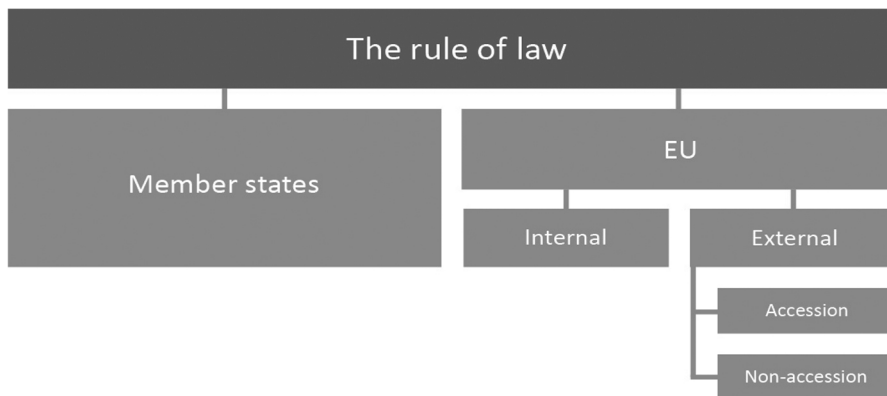 The rule of law
Member states
EU
Internal
External
Accession
Non-accession